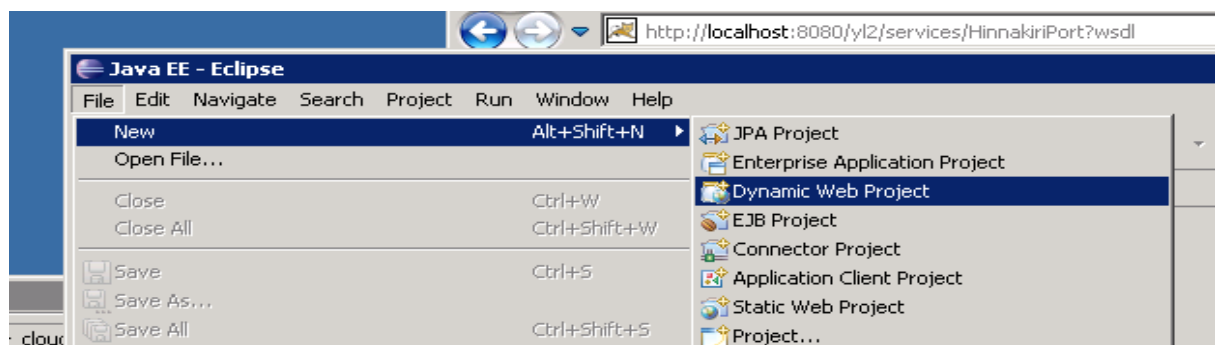 http://localhost:8080/yl2/services/HinnakiriPort?wsdl
Java EE - Eclipse
File Edit Navigate Search Project Run Window Help
New Alt+Shift+N
Open File...
Close Ctrl+W
Close All Ctrl+Shift+W
Save Ctrl+S
Save As...
Save All Ctrl+Shift+S
JPA Project
Enterprise Application Project
Dynamic Web Project
EJB Project
Connector Project
Application Client Project
Static Web Project
Project...